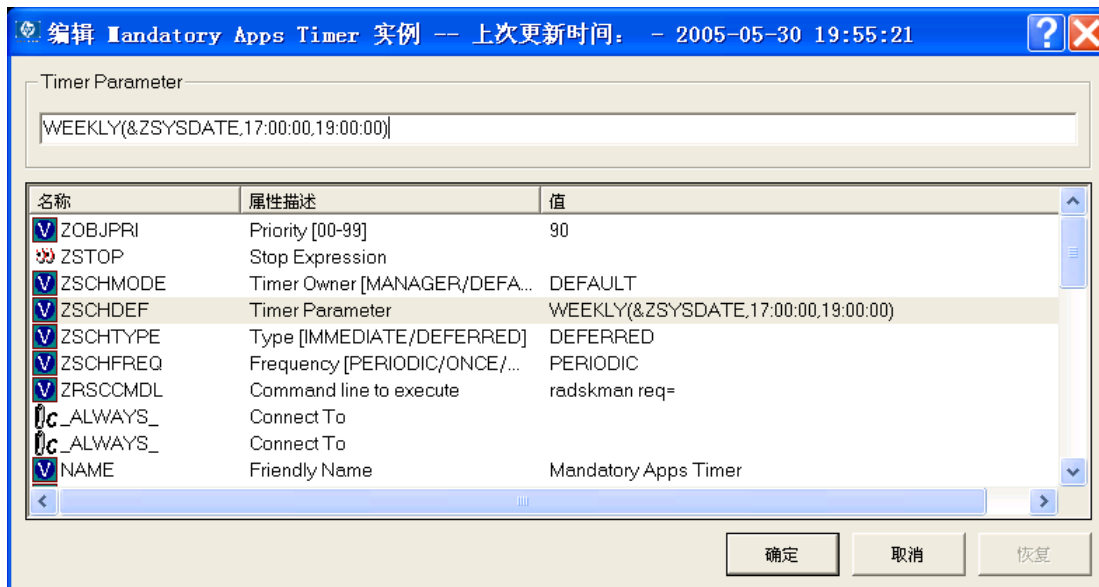 编辑 Mandatory Apps Timer 实例 -- 上次更新时间： - 2005-05-30 19:55:21
Timer Parameter
WEEKLY(&ZSYSDATE,17:00:00,19:00:00)
名称 属性描述 值
ZOBJPRI Priority [00-99] 90
ZSTOP Stop Expression
ZSCHMODE Timer Owner [MANAGER/DEFA... DEFAULT
ZSCHDEF Timer Parameter WEEKLY(&ZSYSDATE,17:00:00,19:00:00)
ZSCHTYPE Type [IMMEDIATE/DEFERRED] DEFERRED
ZSCHFREQ Frequency [PERIODIC/ONCE/... PERIODIC
ZRSCCMDL Command line to execute radskman req=
_ALWAYS_ Connect To
_ALWAYS_ Connect To
NAME Friendly Name Mandatory Apps Timer
确定 取消 恢复